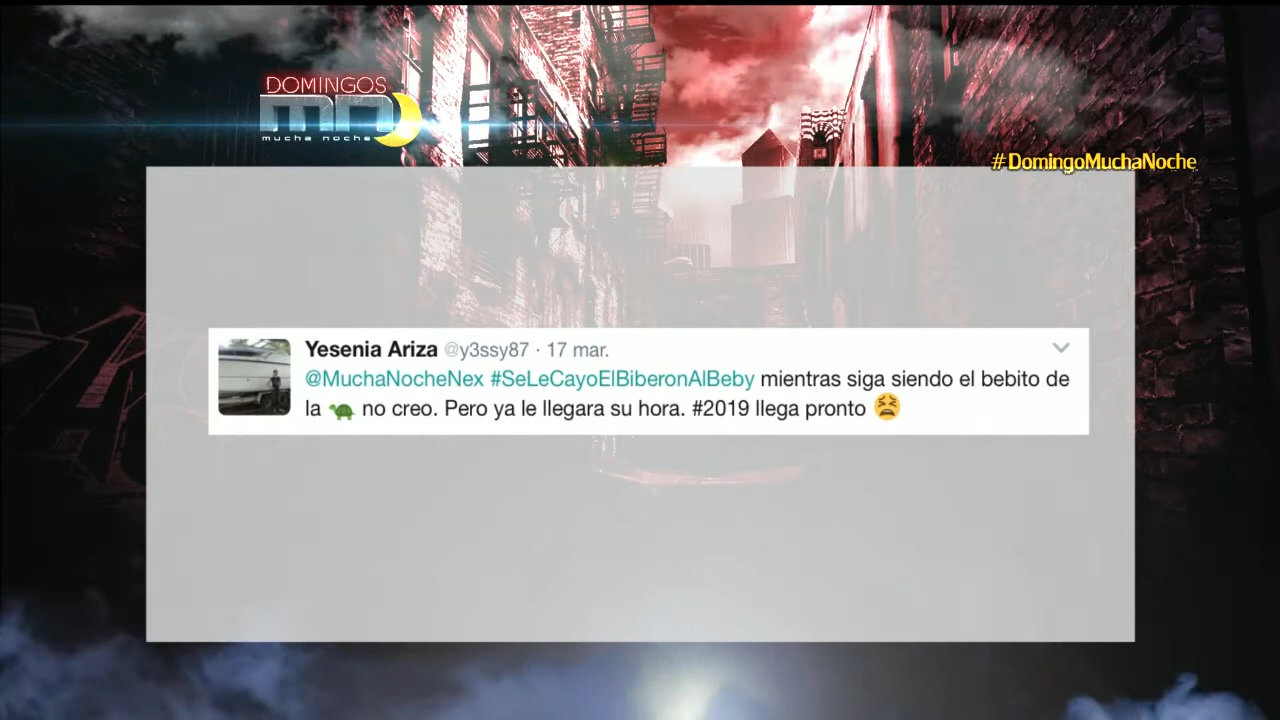 DOMINGOS
mn
mucha noche
#DomingoMuchaNoche
Yesenia Ariza @y3ssy87 · 17 mar.
@MuchaNocheNex #SeLeCayoElBiberonAlBeby mientras siga siendo el bebito de
la 🐢 no creo. Pero ya le llegara su hora. #2019 llega pronto 😫